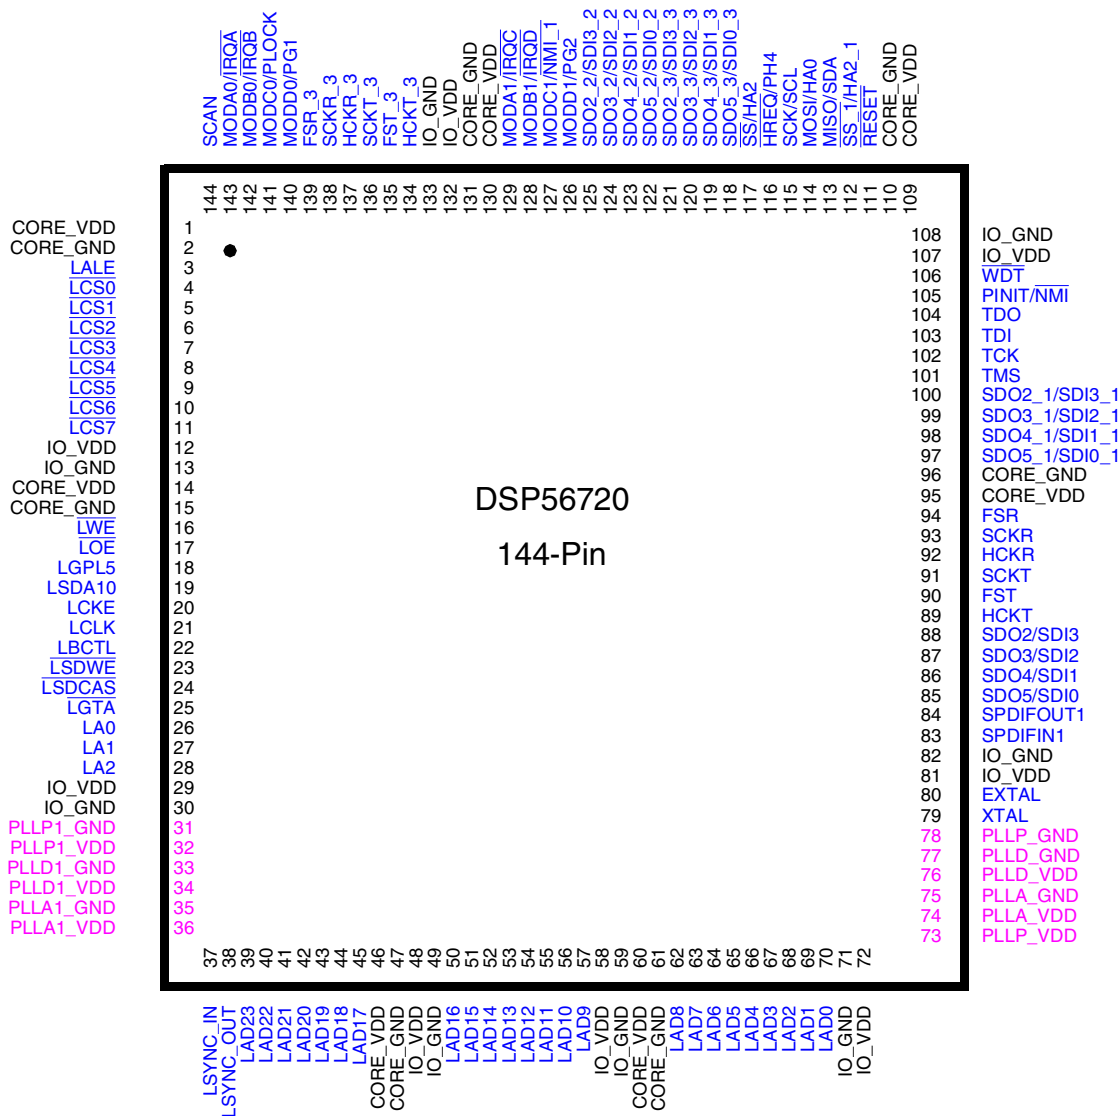 SCAN
MODA0/IRQA
MODB0/IRQB
MODC0/PLOCK
MODD0/PG1
FSR_3
SCKR_3
HCKR_3
SCKT_3
FST_3
HCKT_3
IO_GND
IO_VDD
CORE_GND
CORE_VDD
MODA1/IRQC
MODB1/IRQD
MODC1/NMI_1
MODD1/PG2
SDO2_2/SDI3_2
SDO3_2/SDI2_2
SDO4_2/SDI1_2
SDO5_2/SDI0_2
SDO2_3/SDI3_3
SDO3_3/SDI2_3
SDO4_3/SDI1_3
SDO5_3/SDI0_3
SS/HA2
HREQ/PH4
SCK/SCL
MOSI/HA0
MISO/SDA
SS_1/HA2_1
RESET
CORE_GND
CORE_VDD
144
143
142
141
140
139
138
137
136
135
134
133
132
131
130
129
128
127
126
125
124
123
122
121
120
119
118
117
116
115
114
113
112
111
110
109
CORE_VDD 1
CORE_GND 2
LALE 3
LCS0 4
LCS1 5
LCS2 6
LCS3 7
LCS4 8
LCS5 9
LCS6 10
LCS7 11
IO_VDD 12
IO_GND 13
CORE_VDD 14
CORE_GND 15
LWE 16
LOE 17
LGPL5 18
LSDA10 19
LCKE 20
LCLK 21
LBCTL 22
LSDWE 23
LSDCAS 24
LGTA 25
LA0 26
LA1 27
LA2 28
IO_VDD 29
IO_GND 30
PLLP1_GND 31
PLLP1_VDD 32
PLLD1_GND 33
PLLD1_VDD 34
PLLA1_GND 35
PLLA1_VDD 36
DSP56720
144-Pin
108 IO_GND
107 IO_VDD
106 WDT
105 PINIT/NMI
104 TDO
103 TDI
102 TCK
101 TMS
100 SDO2_1/SDI3_1
99 SDO3_1/SDI2_1
98 SDO4_1/SDI1_1
97 SDO5_1/SDI0_1
96 CORE_GND
95 CORE_VDD
94 FSR
93 SCKR
92 HCKR
91 SCKT
90 FST
89 HCKT
88 SDO2/SDI3
87 SDO3/SDI2
86 SDO4/SDI1
85 SDO5/SDI0
84 SPDIFOUT1
83 SPDIFIN1
82 IO_GND
81 IO_VDD
80 EXTAL
79 XTAL
78 PLLP_GND
77 PLLD_GND
76 PLLD_VDD
75 PLLA_GND
74 PLLA_VDD
73 PLLP_VDD
37
38
39
40
41
42
43
44
45
46
47
48
49
50
51
52
53
54
55
56
57
58
59
60
61
62
63
64
65
66
67
68
69
70
71
72
LSYNC_IN
LSYNC_OUT
LAD23
LAD22
LAD21
LAD20
LAD19
LAD18
LAD17
CORE_VDD
CORE_GND
IO_VDD
IO_GND
LAD16
LAD15
LAD14
LAD13
LAD12
LAD11
LAD10
LAD9
IO_VDD
IO_GND
CORE_VDD
CORE_GND
LAD8
LAD7
LAD6
LAD5
LAD4
LAD3
LAD2
LAD1
LAD0
IO_GND
IO_VDD